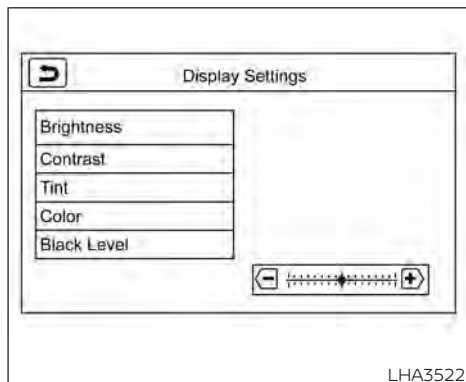 Display Settings
Brightness
Contrast
Tint
Color
Black Level
LHA3522